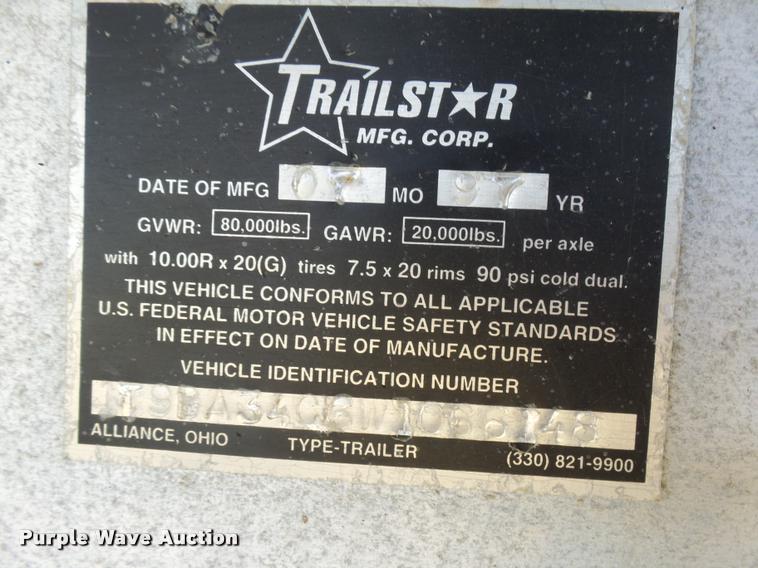 TRAILSTAR
MFG. CORP.
DATE OF MFG 07 MO 97 YR
GVWR: 80,000lbs. GAWR: 20,000lbs. per axle
with 10.00R x 20(G) tires 7.5 x 20 rims 90 psi cold dual.
THIS VEHICLE CONFORMS TO ALL APPLICABLE
U.S. FEDERAL MOTOR VEHICLE SAFETY STANDARDS
IN EFFECT ON DATE OF MANUFACTURE.
VEHICLE IDENTIFICATION NUMBER
ALLIANCE, OHIO TYPE-TRAILER (330) 821-9900
Purple Wave Auction